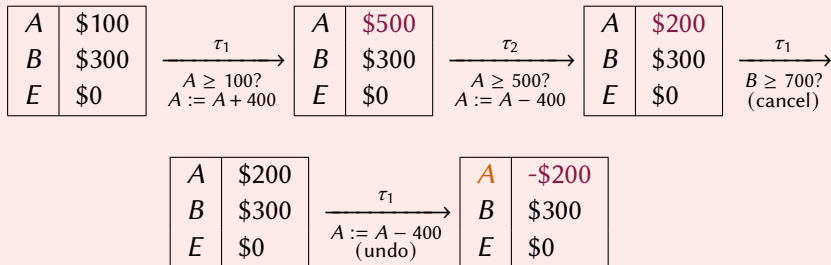 A $100
B $300
E $0
τ1
A ≥ 100?
A := A + 400
A $500
B $300
E $0
τ2
A ≥ 500?
A := A − 400
A $200
B $300
E $0
τ1
B ≥ 700?
(cancel)
A $200
B $300
E $0
τ1
A := A − 400
(undo)
A -$200
B $300
E $0